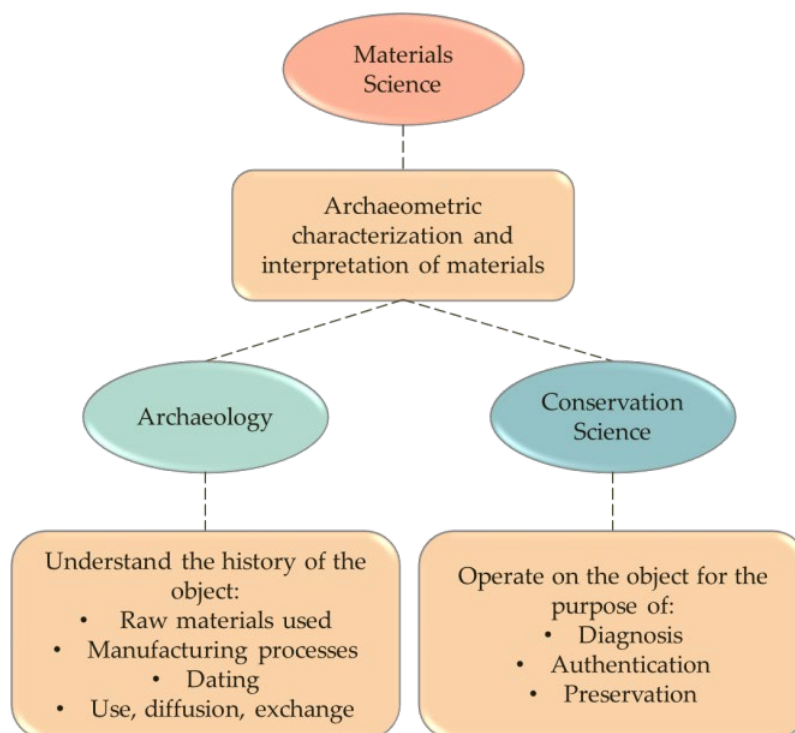 Materials
Science
Archaeometric
characterization and
interpretation of materials
Archaeology
Conservation
Science
Understand the history of the
object:
• Raw materials used
• Manufacturing processes
• Dating
• Use, diffusion, exchange
Operate on the object for the
purpose of:
• Diagnosis
• Authentication
• Preservation